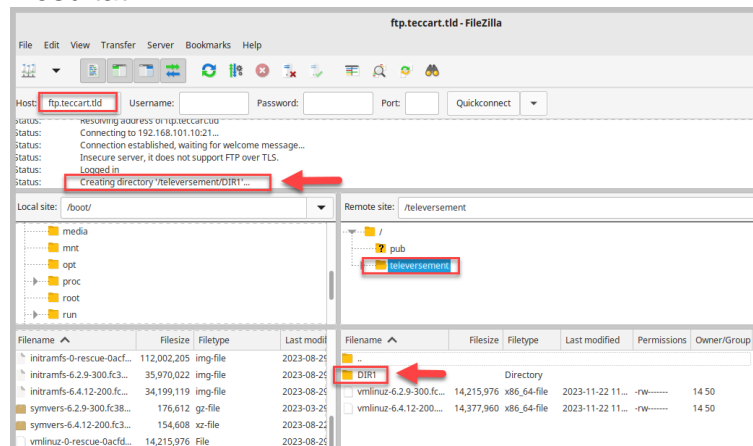 ftp.teccart.tld - FileZilla
File Edit View Transfer Server Bookmarks Help
Host: ftp.teccart.tld Username: Password: Port: Quickconnect
Status: Resolving address of ftp.teccart.tld
Status: Connecting to 192.168.101.10:21...
Status: Connection established, waiting for welcome message...
Status: Insecure server, it does not support FTP over TLS.
Status: Logged in
Status: Creating directory '/televersement/DIR1'...
Local site: /boot/ Remote site: /televersement
media /
mnt ? pub
opt televersement
proc
root
run
Filename Filesize Filetype Last modif Filename Filesize Filetype Last modified Permissions Owner/Group
initramfs-0-rescue-0acf... 112,002,205 img-file 2023-08-29 ..
initramfs-6.2.9-300.fc3... 35,970,022 img-file 2023-08-29 DIR1 Directory
initramfs-6.4.12-200.fc... 34,199,119 img-file 2023-08-29 vmlinuz-6.2.9-300.fc... 14,215,976 x86_64-file 2023-11-22 11... -rw------- 14 50
symvers-6.2.9-300.fc38... 176,612 gz-file 2023-03-29 vmlinuz-6.4.12-200.... 14,377,960 x86_64-file 2023-11-22 11... -rw------- 14 50
symvers-6.4.12-200.fc3... 154,608 xz-file 2023-08-22
vmlinuz-0-rescue-0acfd... 14,215,976 File 2023-08-29